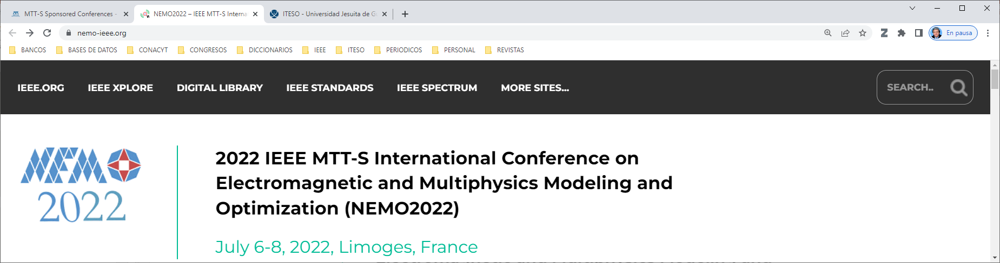 MTT-S Sponsored Conferences -
NEMO2022 – IEEE MTT-S Interna
ITESO - Universidad Jesuita de G
nemo-ieee.org
En pausa
BANCOS BASES DE DATOS CONACYT CONGRESOS DICCIONARIOS IEEE ITESO PERIODICOS PERSONAL REVISTAS
IEEE.ORG IEEE XPLORE DIGITAL LIBRARY IEEE STANDARDS IEEE SPECTRUM MORE SITES...
SEARCH..
NEMO
2022
2022 IEEE MTT-S International Conference on
Electromagnetic and Multiphysics Modeling and
Optimization (NEMO2022)
July 6-8, 2022, Limoges, France